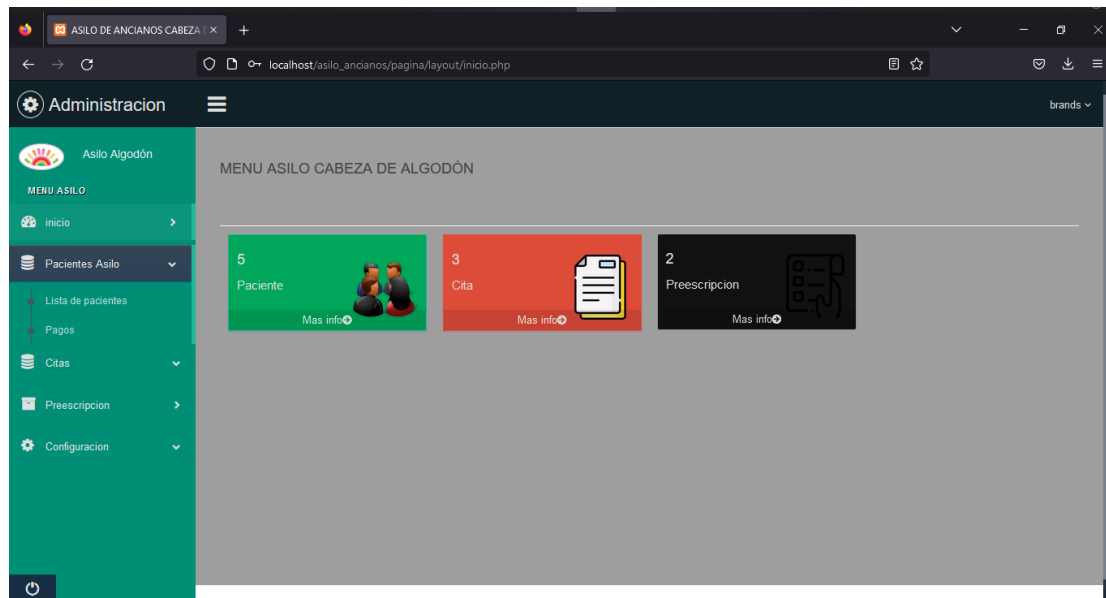 ASILO DE ANCIANOS CABEZA D
localhost/asilo_ancianos/pagina/layout/inicio.php
Administracion
brands
Asilo Algodón
MENU ASILO
inicio
Pacientes Asilo
Lista de pacientes
Pagos
Citas
Preescripcion
Configuracion
MENU ASILO CABEZA DE ALGODÓN
5
Paciente
Mas info
3
Cita
Mas info
2
Preescripcion
Mas info